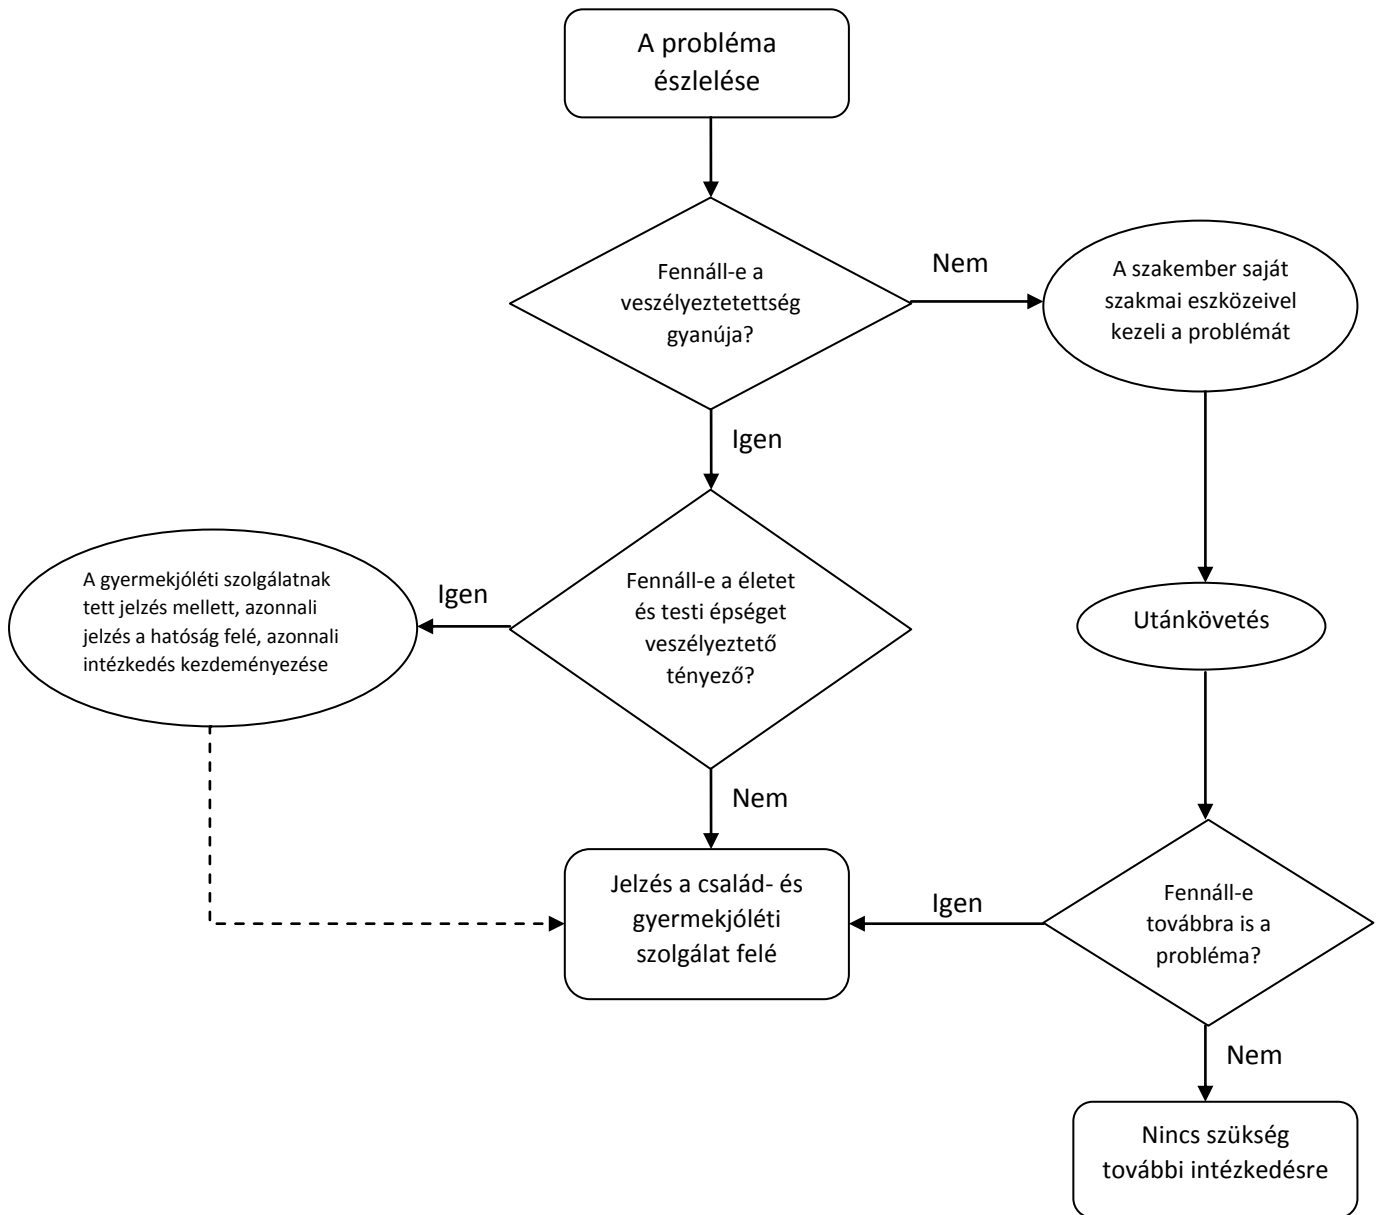 A probléma
észlelése
Fennáll-e a
veszélyeztetettség
gyanúja?
Nem
A szakember saját
szakmai eszközeivel
kezeli a problémát
Igen
A gyermekjóléti szolgálatnak
tett jelzés mellett, azonnali
jelzés a hatóság felé, azonnali
intézkedés kezdeményezése
Igen
Fennáll-e a életet
és testi épséget
veszélyeztető
tényező?
Utánkövetés
Nem
Jelzés a család- és
gyermekjóléti
szolgálat felé
Igen
Fennáll-e
továbbra is a
probléma?
Nem
Nincs szükség
további intézkedésre